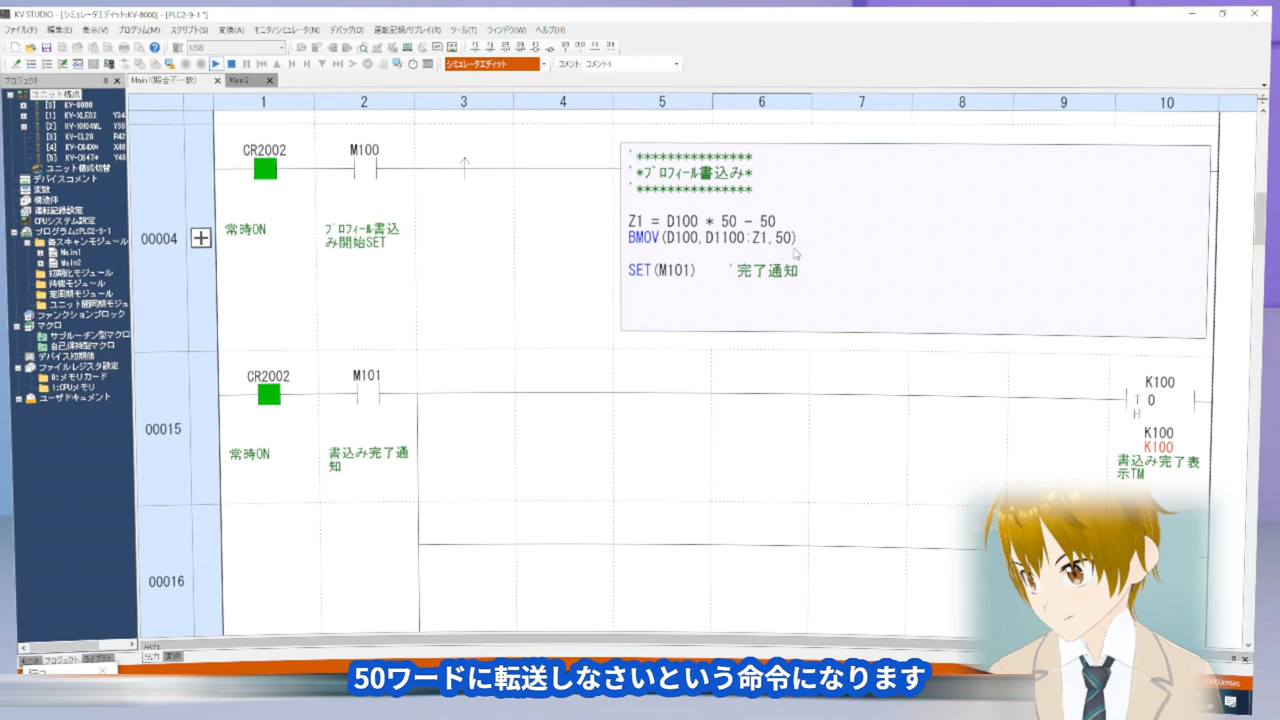 KV STUDIO - [シミュレータエディット:KV-8000] - [PLC2-9-1 *]
ファイル(F) 編集(E) 表示(V) プログラム(M) スクリプト(S) 変換(A) モニタ/シミュレータ(N) デバッグ(D) 運転記録/リプレイ(R) ツール(T) ウィンドウ(W) ヘルプ(H)
USB
シミュレータエディット
コメント コメント1
プロジェクト
Main1(照合不一致)
Main2
ユニット構成
[0] KV-8000
[1] KV-XLE02
[2] KV-XH04ML
[3] KV-CL20 R42
[4] KV-C64X* X46
[5] KV-C64T*
ユニット構成切替
デバイスコメント
変数
構造体
運転記録設定
CPUシステム設定
プログラム:PLC2-9-1
毎スキャンモジュール
Main1
Main2
初期化モジュール
待機モジュール
定周期モジュール
ユニット間同期モジュ
ファンクションブロック
マクロ
サブルーチン型マクロ
自己保持型マクロ
デバイス初期値
ファイルレジスタ設定
0:メモリカード
1:CPUメモリ
ユーザドキュメント
1 2 3 4 5 6 7 8 9 10
CR2002 M100
00004
常時ON
プロフィール書込
み開始SET
'***************
'*プロフィール書込み*
'***************
Z1 = D100 * 50 - 50
BMOV(D100,D1100:Z1,50)
SET(M101) '完了通知
CR2002 M101
00015
常時ON
書込み完了通
知
K100
T 0
H
K100
K100
書込み完了表
示TM
00016
プロジェクト ライブラリ
出力 変換
50ワードに転送しなさいという命令になります